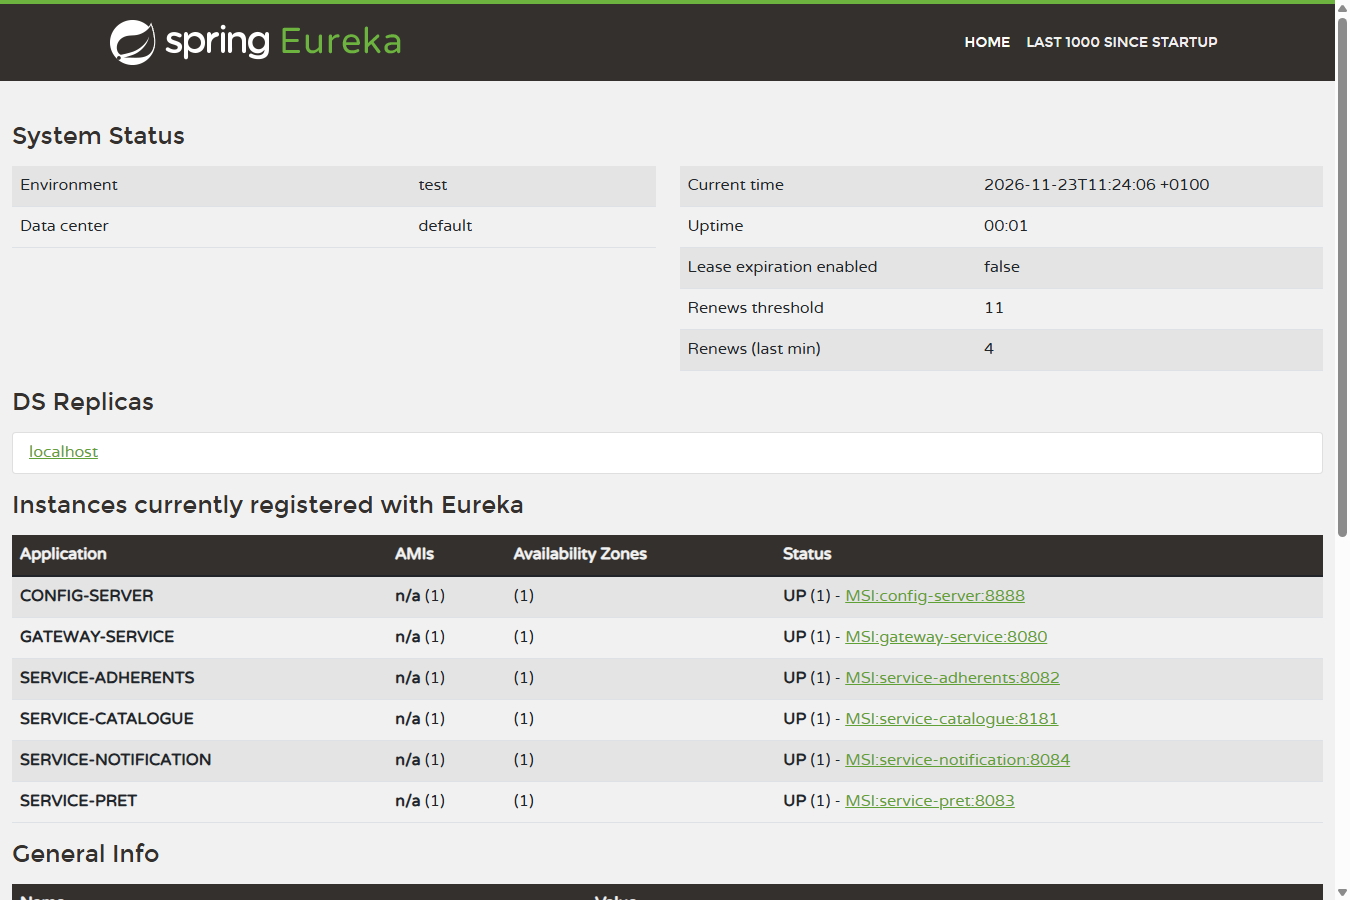 spring Eureka
HOME LAST 1000 SINCE STARTUP
System Status
Environment test
Data center default
Current time 2026-11-23T11:24:06 +0100
Uptime 00:01
Lease expiration enabled false
Renews threshold 11
Renews (last min) 4
DS Replicas
localhost
Instances currently registered with Eureka
Application AMIs Availability Zones Status
CONFIG-SERVER n/a (1) (1) UP (1) - MSI:config-server:8888
GATEWAY-SERVICE n/a (1) (1) UP (1) - MSI:gateway-service:8080
SERVICE-ADHERENTS n/a (1) (1) UP (1) - MSI:service-adherents:8082
SERVICE-CATALOGUE n/a (1) (1) UP (1) - MSI:service-catalogue:8181
SERVICE-NOTIFICATION n/a (1) (1) UP (1) - MSI:service-notification:8084
SERVICE-PRET n/a (1) (1) UP (1) - MSI:service-pret:8083
General Info
Name Value